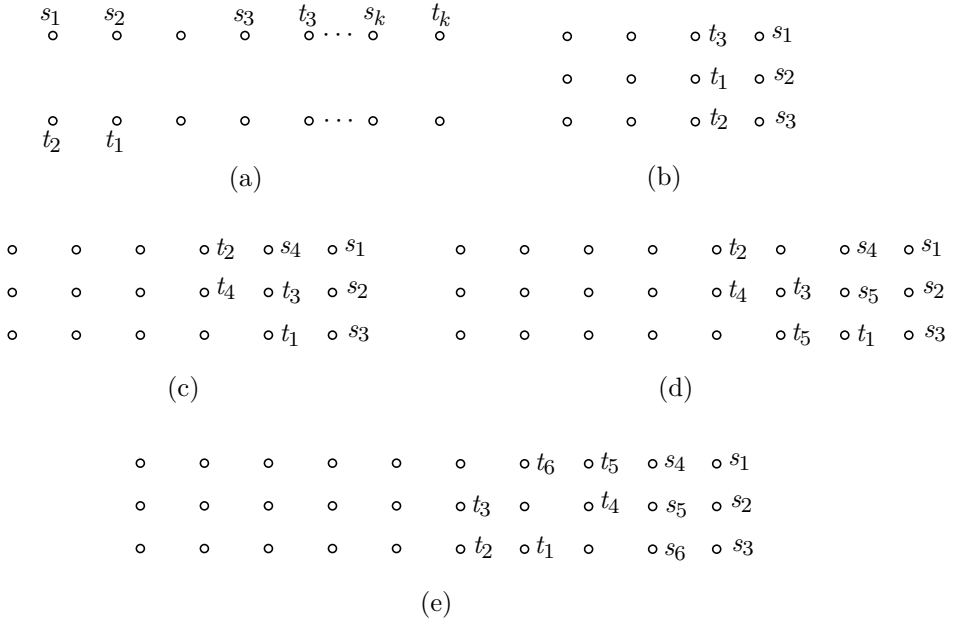 s1 s2 s3 t3 ··· sk tk
··· 
t2 t1
(a)
t3 s1
t1 s2
t2 s3
(b)
t2 s4 s1
t4 t3 s2
t1 s3
(c)
t2 s4 s1
t4 t3 s5 s2
t5 t1 s3
(d)
t6 t5 s4 s1
t3 t4 s5 s2
t2 t1 s6 s3
(e)